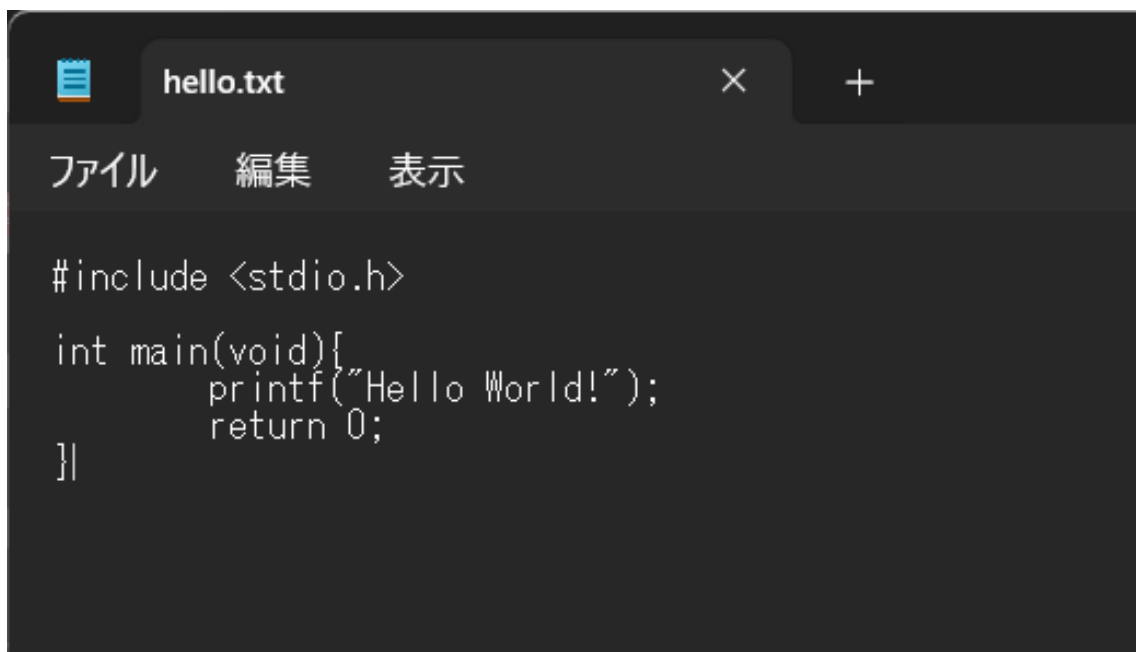 hello.txt
ファイル 編集 表示
#include <stdio.h>
int main(void){
        printf("Hello World!");
        return 0;
}